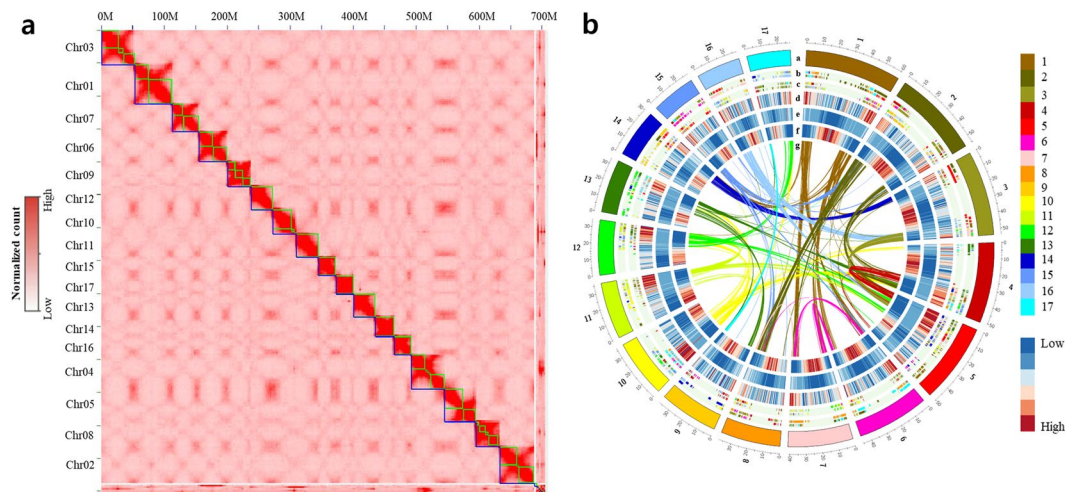 a
0M 100M 200M 300M 400M 500M 600M 700M
Chr03
Chr01
Chr07
Chr06
Chr09
Chr12
Chr10
Chr11
Chr15
Chr17
Chr13
Chr14
Chr16
Chr04
Chr05
Chr08
Chr02
Normalized count
High
Low
b
1
2
3
4
5
6
7
8
9
10
11
12
13
14
15
16
17
a
b
c
d
e
f
g
1
2
3
4
5
6
7
8
9
10
11
12
13
14
15
16
17
Low
High